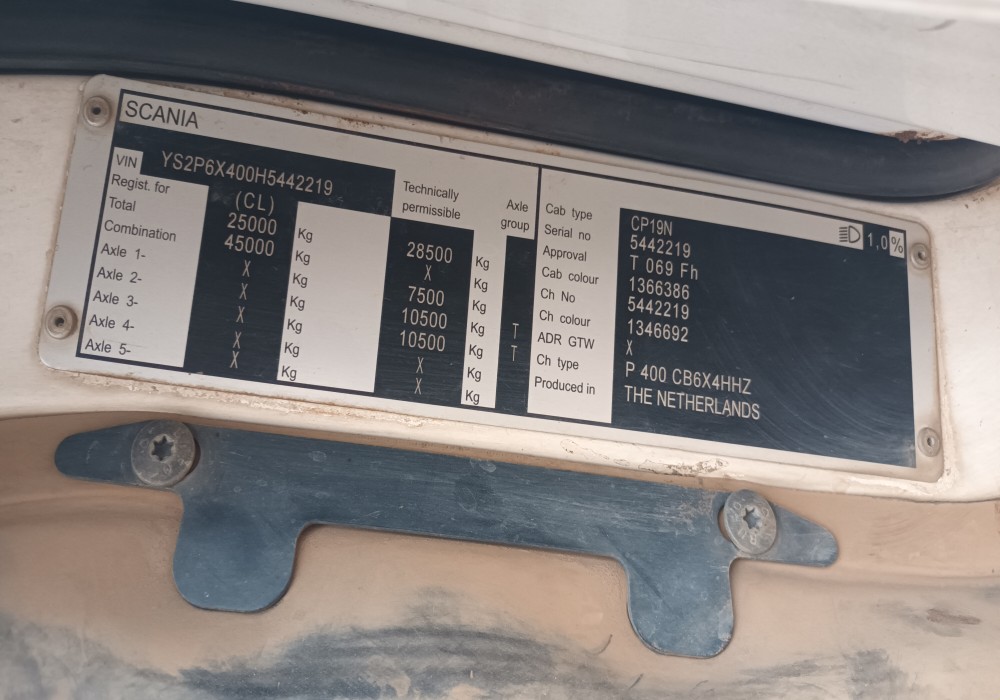 SCANIA
VIN YS2P6X400H5442219
Regist. for (CL)
Total 25000 Kg
Combination 45000 Kg
Axle 1- X Kg
Axle 2- X Kg
Axle 3- X Kg
Axle 4- X Kg
Axle 5- X Kg
Technically
permissible
Axle
group
28500 Kg
X Kg
7500 Kg
10500 Kg T
10500 Kg T
X Kg
X Kg
Cab type CP19N
Serial no 5442219
Approval T 069 Fh
Cab colour 1366386
Ch No 5442219
Ch colour 1346692
ADR GTW X
Ch type P 400 CB6X4HHZ
Produced in THE NETHERLANDS
1,0 %